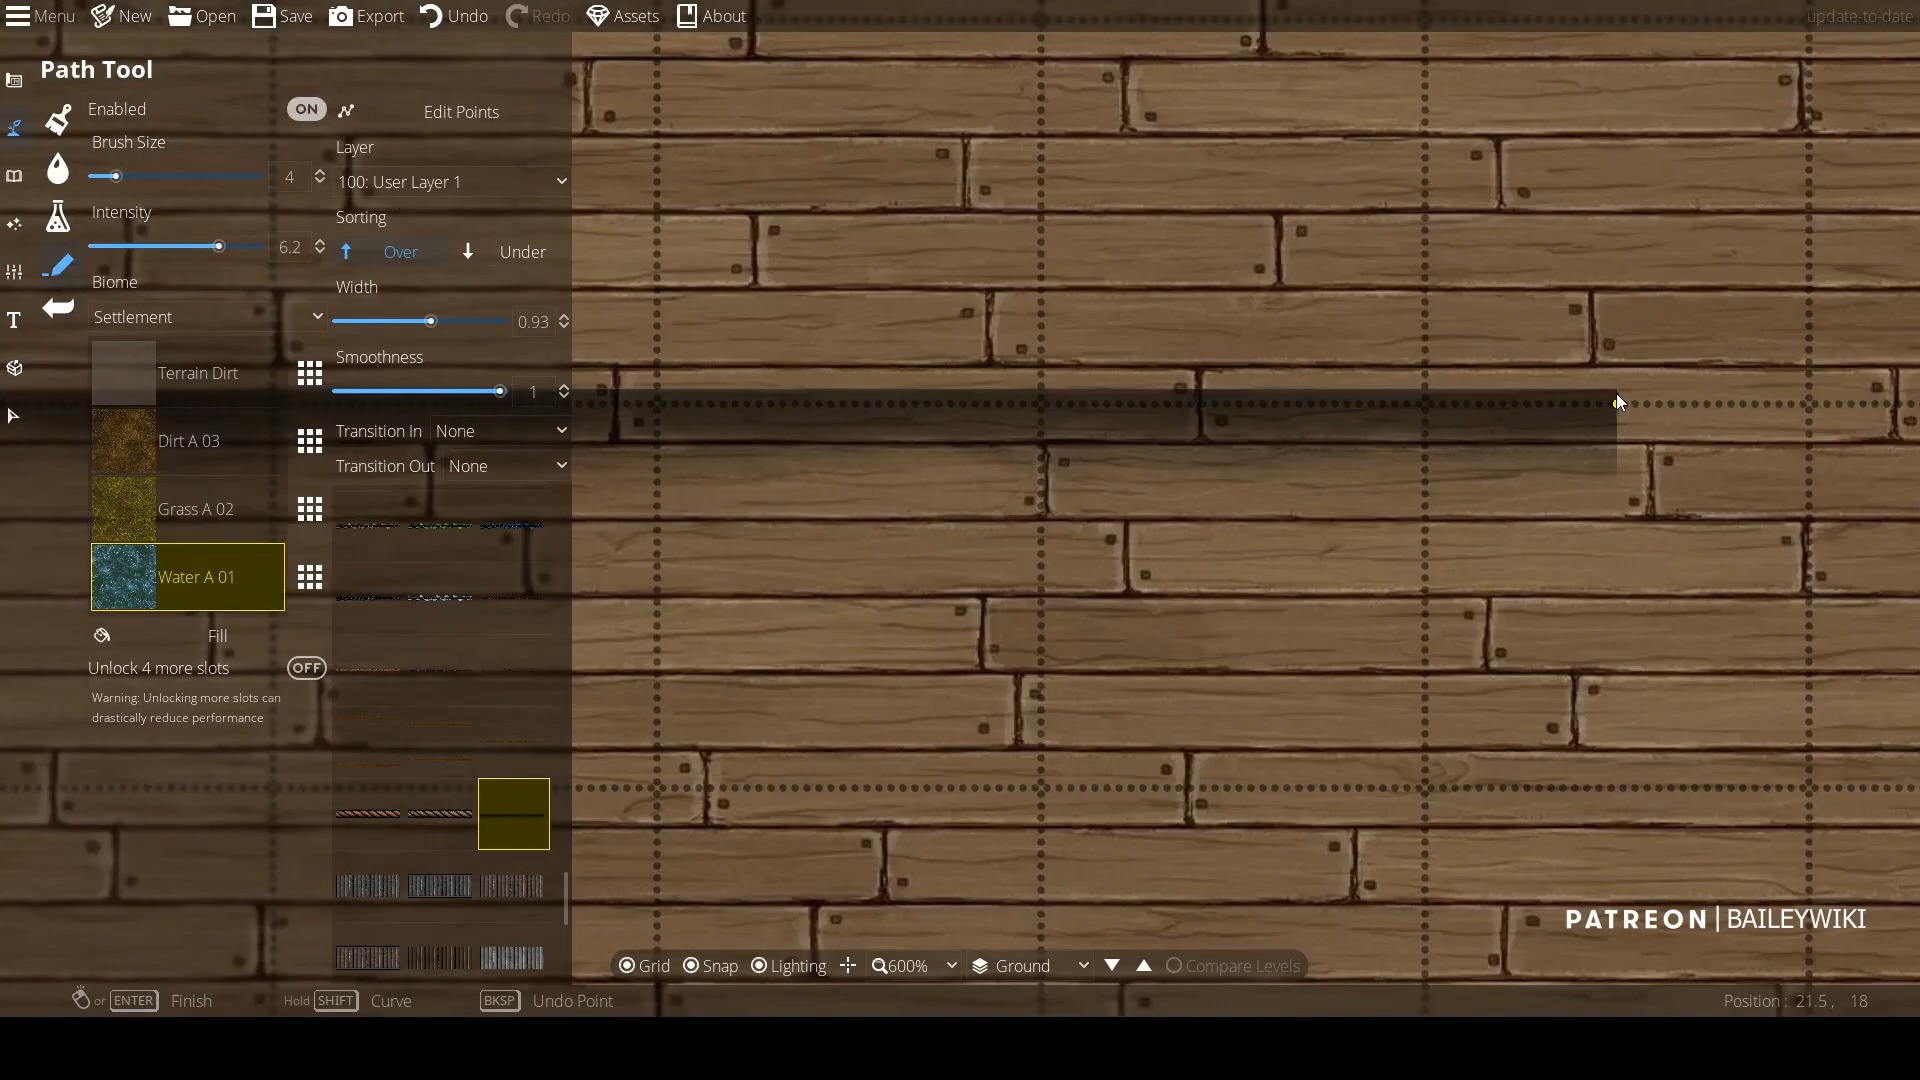 Menu New Open Save Export Undo Redo Assets About update-to-date
Path Tool
Enabled ON Edit Points
Brush Size
4
Intensity
6.2
Biome
Settlement
Terrain Dirt
Dirt A 03
Grass A 02
Water A 01
Fill
Unlock 4 more slots OFF
Warning: Unlocking more slots can
drastically reduce performance
Layer
100: User Layer 1
Sorting
Over Under
Width
0.93
Smoothness
1
Transition In None
Transition Out None
PATREON | BAILEYWIKI
Grid Snap Lighting 600% Ground Compare Levels
or ENTER Finish Hold SHIFT Curve BKSP Undo Point Position : 21.5 , 18